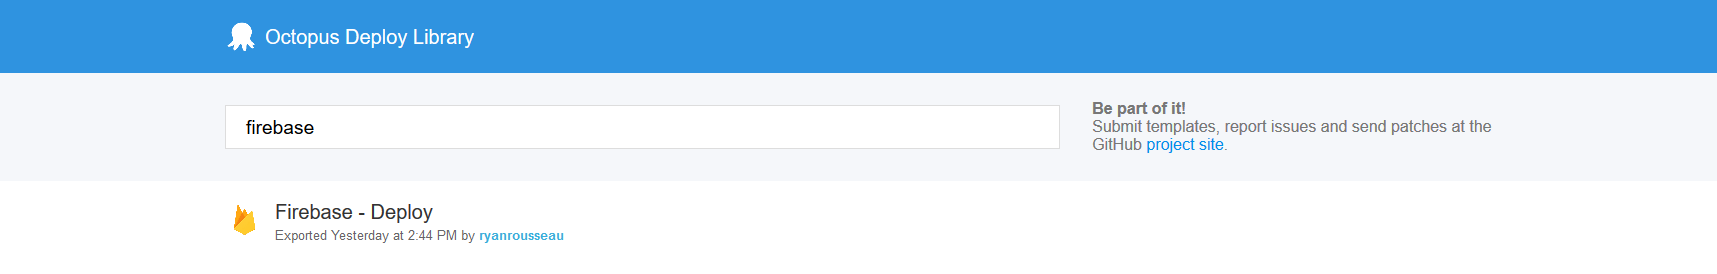 Octopus Deploy Library
firebase
Be part of it!
Submit templates, report issues and send patches at the
GitHub project site.
Firebase - Deploy
Exported Yesterday at 2:44 PM by ryanrousseau